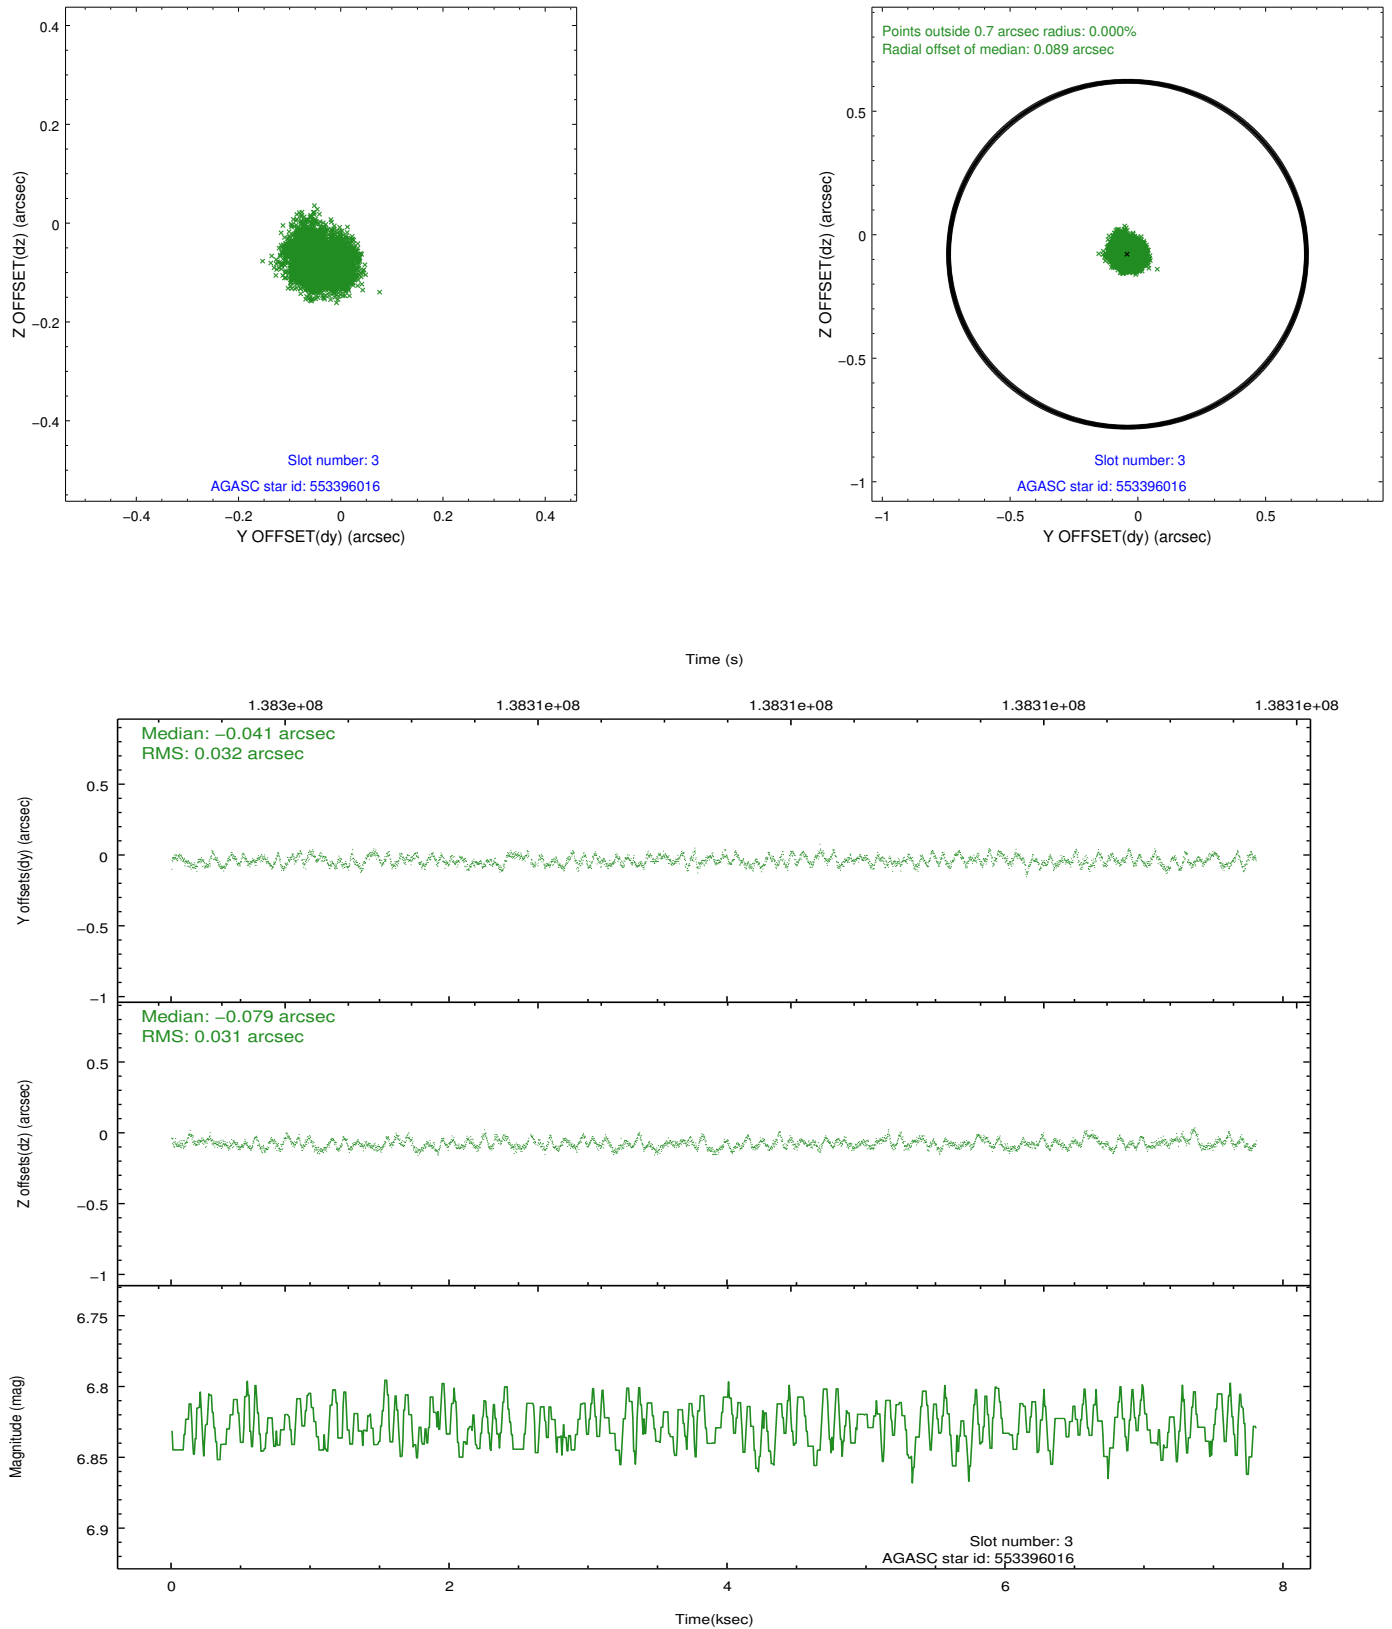 0.4
0.2
0
−0.2
−0.4
Z OFFSET(dz) (arcsec)
Slot number: 3
AGASC star id: 553396016
−0.4
−0.2
0
0.2
0.4
Y OFFSET(dy) (arcsec)
Points outside 0.7 arcsec radius: 0.000%
Radial offset of median: 0.089 arcsec
0.5
0
−0.5
−1
Z OFFSET(dz) (arcsec)
Slot number: 3
AGASC star id: 553396016
−1
−0.5
0
0.5
Y OFFSET(dy) (arcsec)
Time (s)
1.383e+08
1.3831e+08
1.3831e+08
1.3831e+08
1.3831e+08
Median: −0.041 arcsec
RMS: 0.032 arcsec
0.5
0
−0.5
−1
Y offsets(dy) (arcsec)
Median: −0.079 arcsec
RMS: 0.031 arcsec
0.5
0
−0.5
−1
Z offsets(dz) (arcsec)
6.75
6.8
6.85
6.9
Magnitude (mag)
Slot number: 3
AGASC star id: 553396016
0
2
4
6
8
Time(ksec)